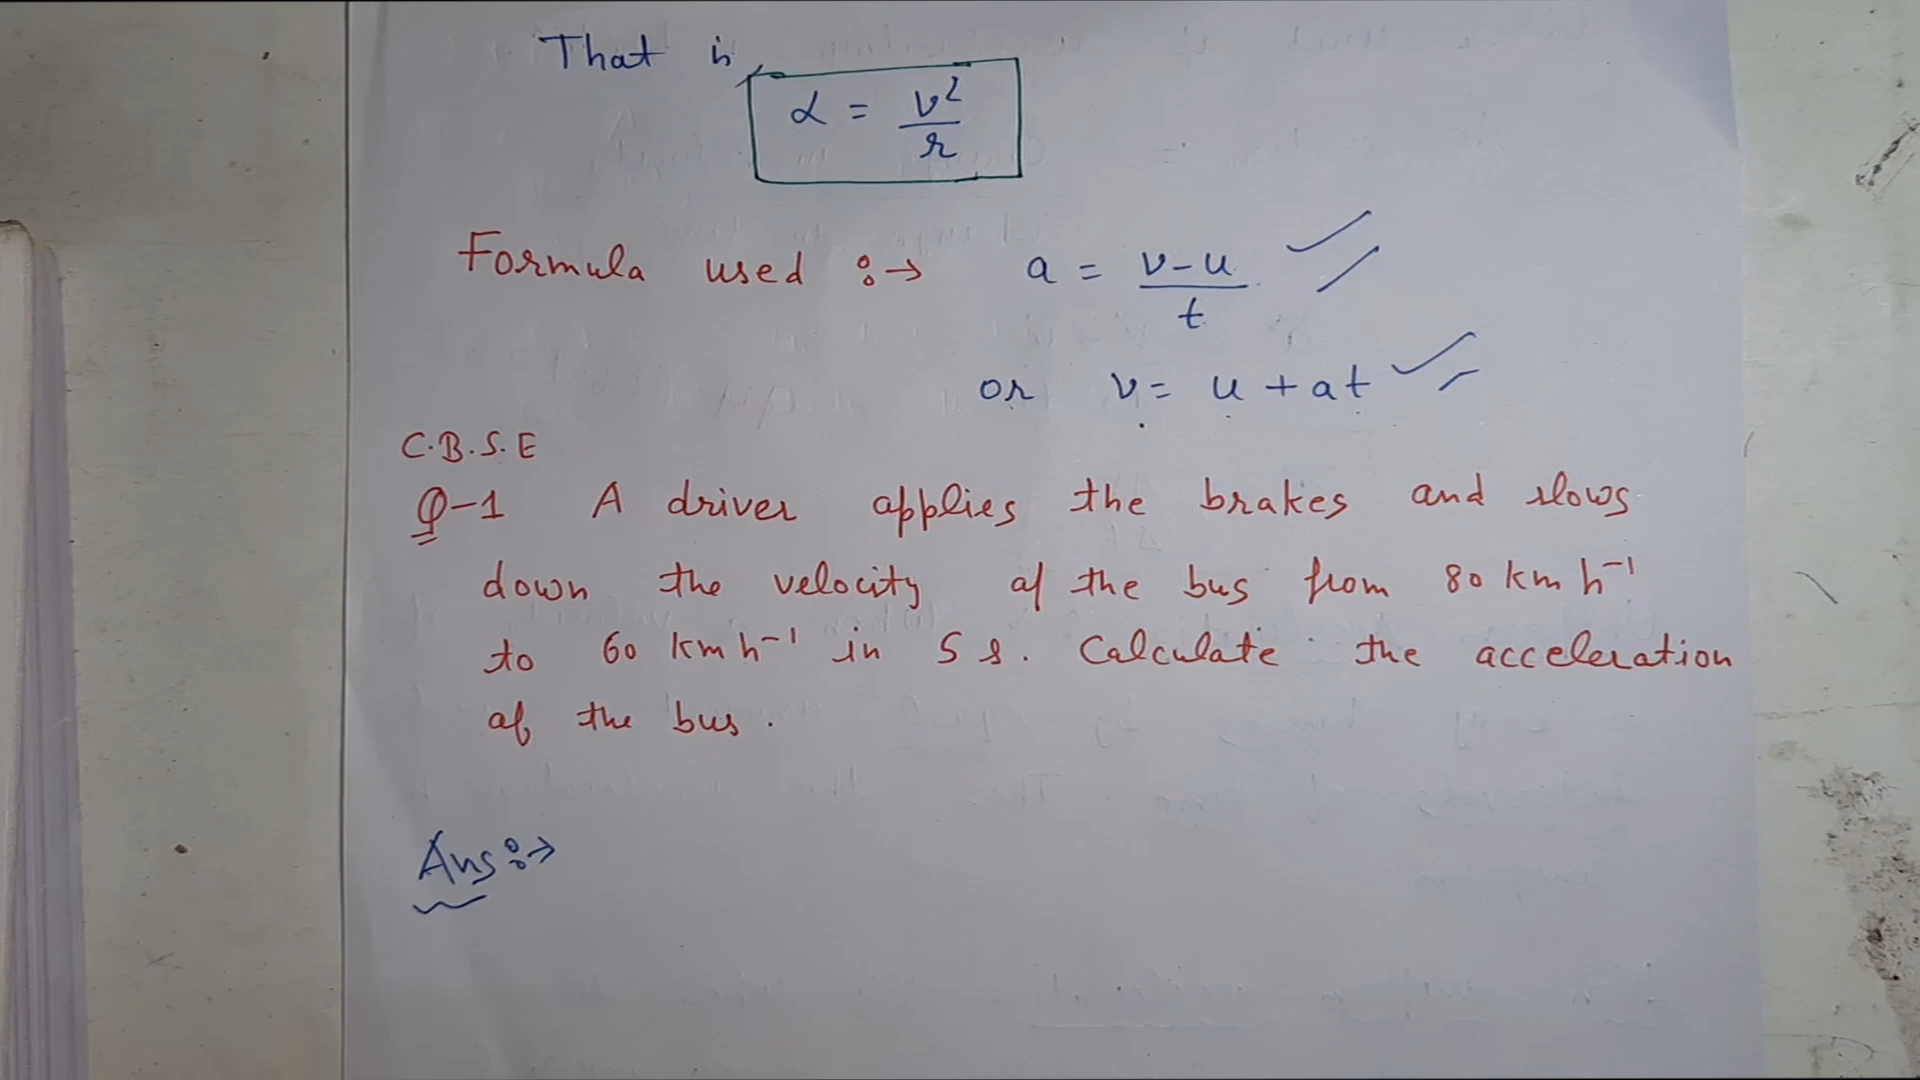 That is
α = v²/r
Formula used :→ a = v-u/t
or v = u + at
C.B.S.E
Q-1 A driver applies the brakes and slows
down the velocity of the bus from 80 km h⁻¹
to 60 km h⁻¹ in 5 s. Calculate the acceleration
of the bus.
Ans:→